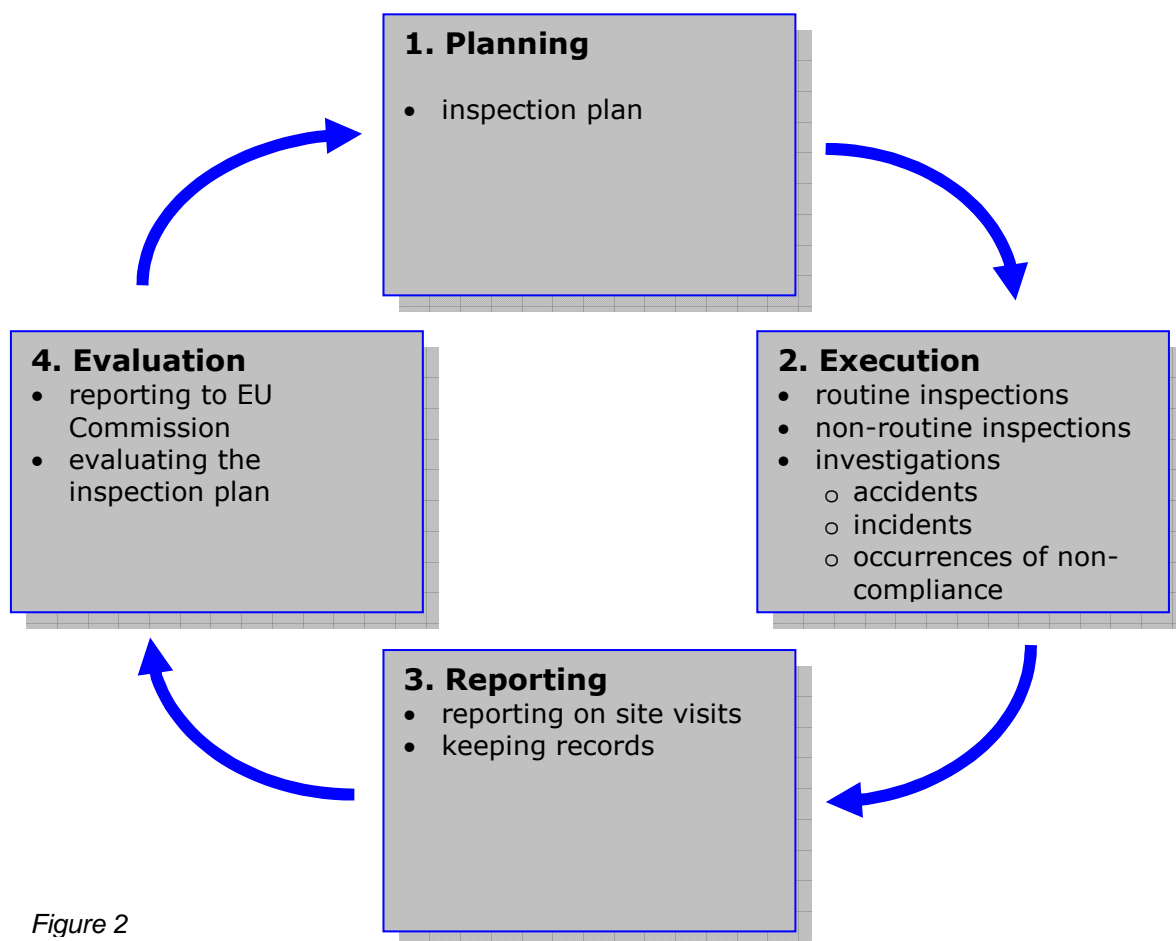 1. Planning
• inspection plan
2. Execution
• routine inspections
• non-routine inspections
• investigations
o accidents
o incidents
o occurrences of non-
compliance
3. Reporting
• reporting on site visits
• keeping records
4. Evaluation
• reporting to EU
Commission
• evaluating the
inspection plan
Figure 2